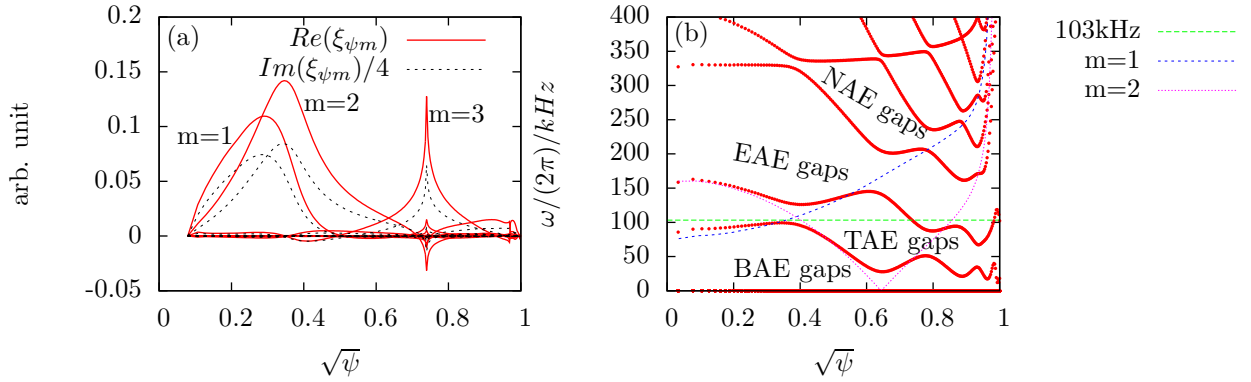 (a)
Re(ξψm)
Im(ξψm)/4
m=1
m=2
m=3
0.2
0.15
0.1
0.05
0
-0.05
arb. unit
0 0.2 0.4 0.6 0.8 1
√ψ
(b)
NAE gaps
EAE gaps
TAE gaps
BAE gaps
400
350
300
250
200
150
100
50
0
ω/(2π)/kHz
0 0.2 0.4 0.6 0.8 1
√ψ
103kHz
m=1
m=2